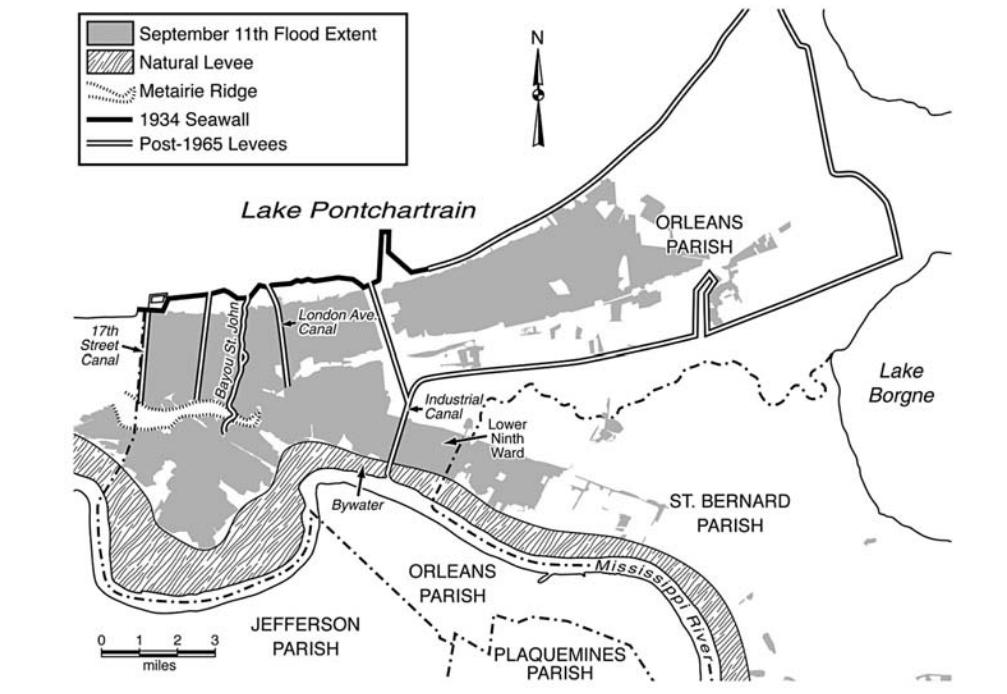 September 11th Flood Extent
Natural Levee
Metairie Ridge
1934 Seawall
Post-1965 Levees
N
Lake Pontchartrain
ORLEANS
PARISH
17th
Street
Canal
Bayou St. John
London Ave.
Canal
Industrial
Canal
Lower
Ninth
Ward
Lake
Borgne
Bywater
ST. BERNARD
PARISH
ORLEANS
PARISH
Mississippi River
JEFFERSON
PARISH
PLAQUEMINES
PARISH
0 1 2 3
miles